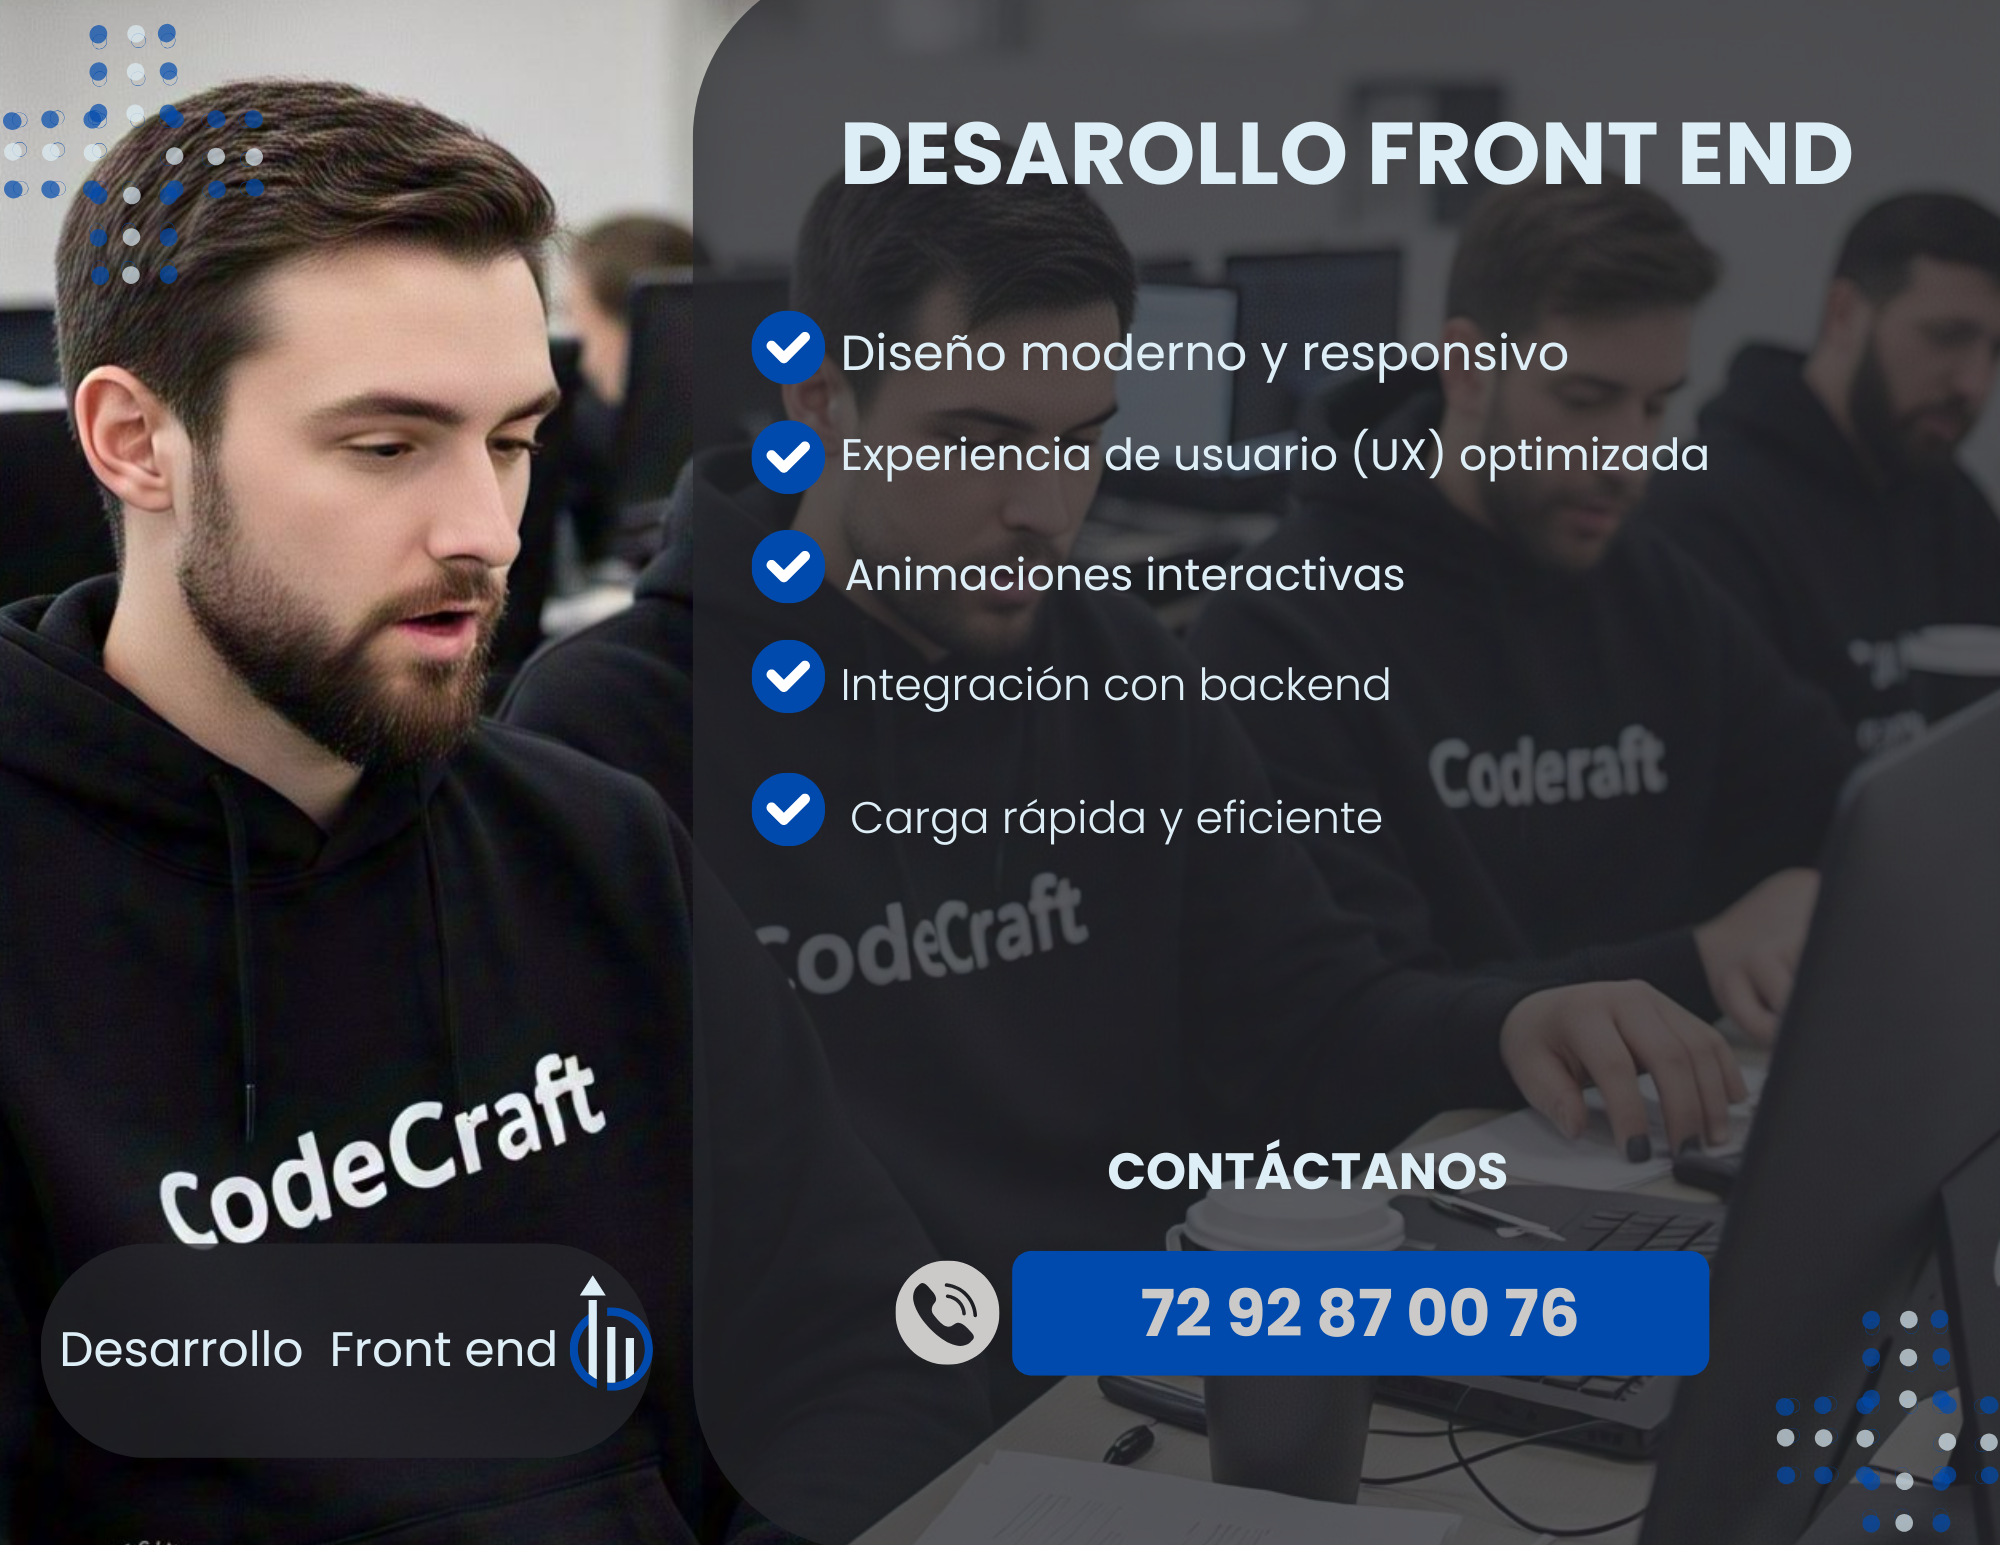 DESAROLLO FRONT END
Diseño moderno y responsivo
Experiencia de usuario (UX) optimizada
Animaciones interactivas
Integración con backend
Carga rápida y eficiente
Coderaft
CodeCraft
CodeCraft
CONTÁCTANOS
72 92 87 00 76
Desarrollo Front end